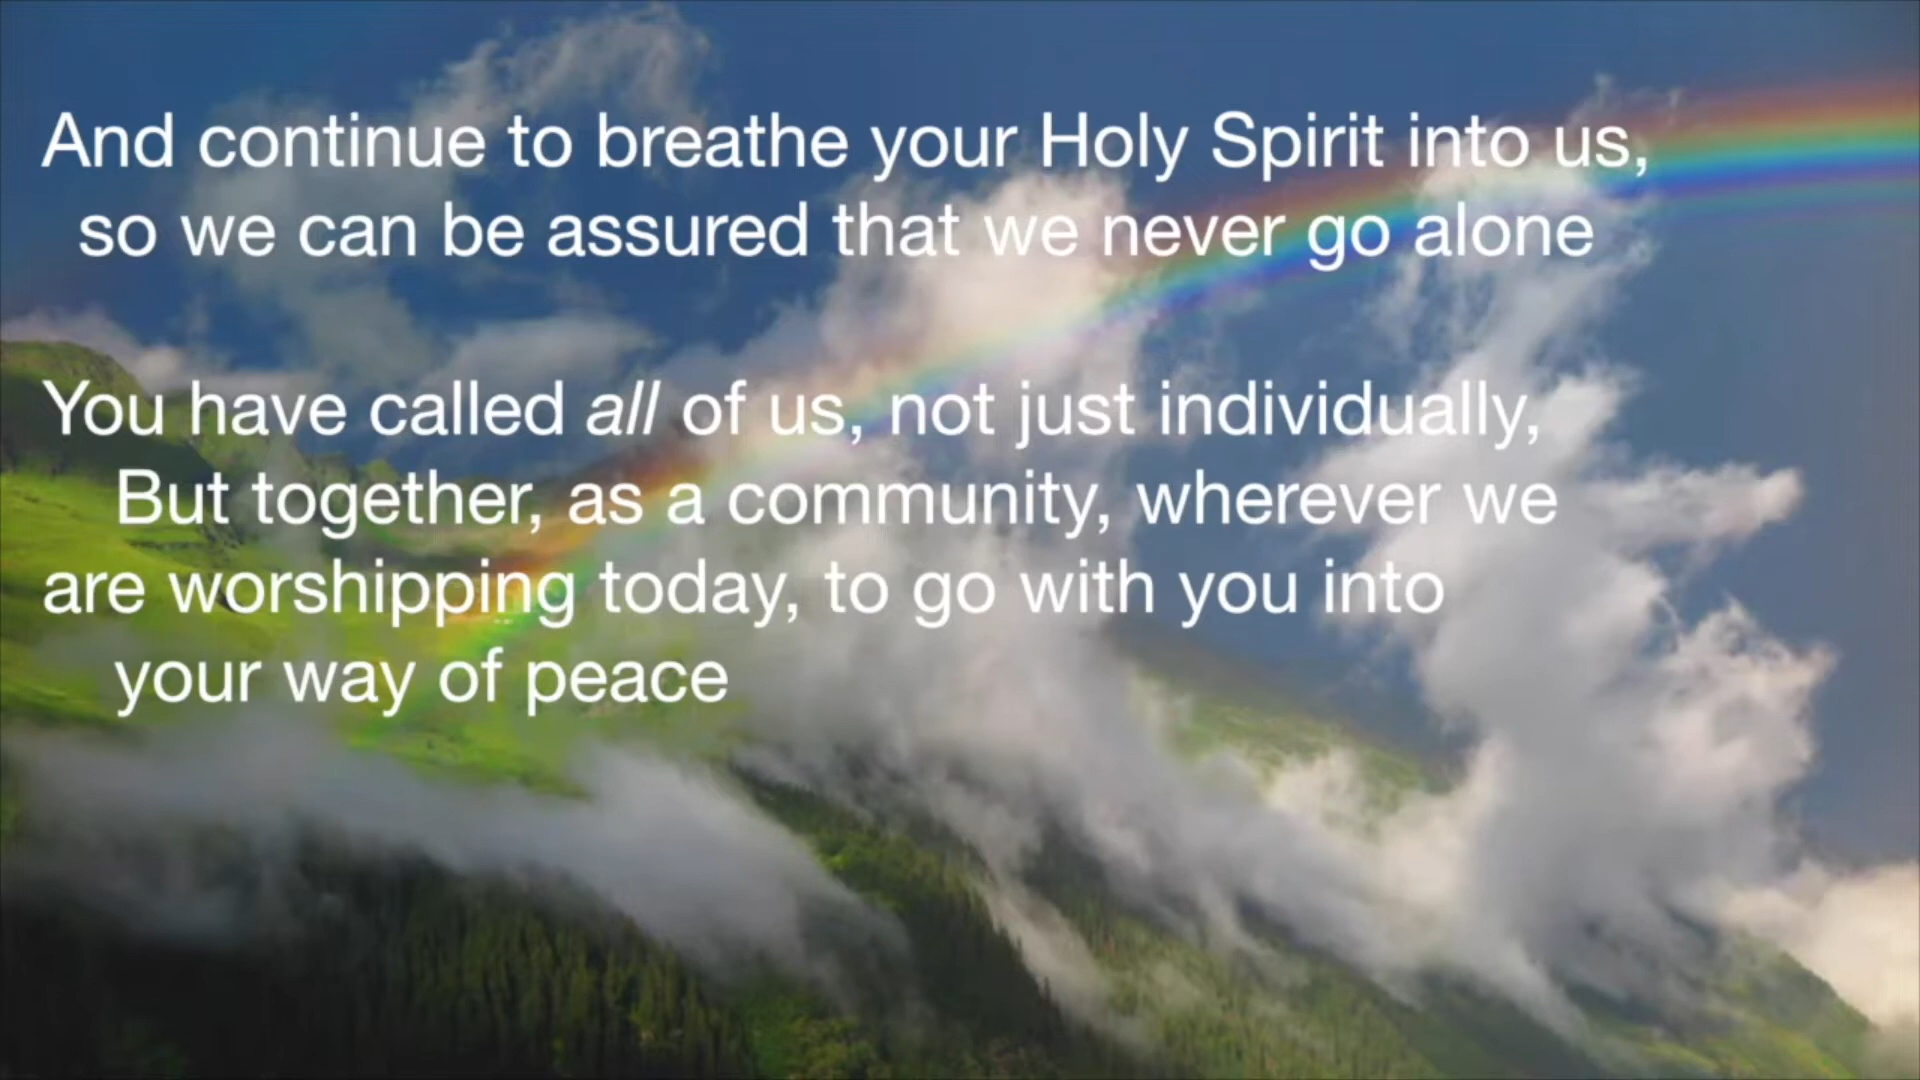 And continue to breathe your Holy Spirit into us,
so we can be assured that we never go alone
You have called all of us, not just individually,
But together, as a community, wherever we
are worshipping today, to go with you into
your way of peace